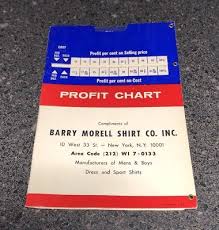 COST
Profit per cent on Selling price
Profit per cent on Cost
PROFIT CHART
Compliments of
BARRY MORELL SHIRT CO. INC.
10 West 33 St. - New York, N.Y. 10001
Area Code (212) WI 7-0133
Manufacturers of Mens & Boys
Dress and Sport Shirts